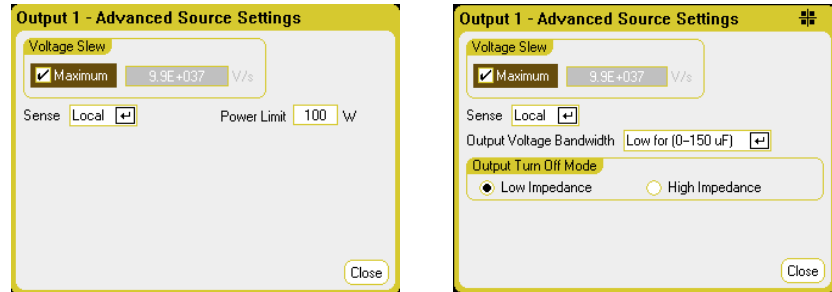 Output 1 - Advanced Source Settings
Voltage Slew
Maximum 9.9E+037 V/s
Sense Local Power Limit 100 W
Close
Output 1 - Advanced Source Settings
Voltage Slew
Maximum 9.9E+037 V/s
Sense Local
Output Voltage Bandwidth Low for (0-150 uF)
Output Turn Off Mode
Low Impedance High Impedance
Close